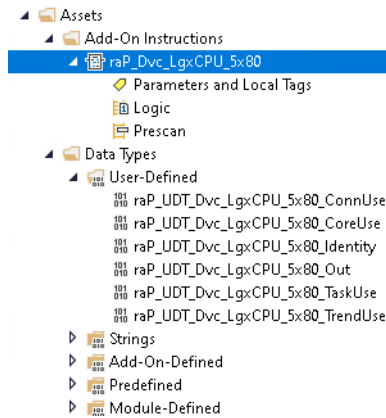 Assets
Add-On Instructions
raP_Dvc_LgxCPU_5x80
Parameters and Local Tags
Logic
Prescan
Data Types
User-Defined
raP_UDT_Dvc_LgxCPU_5x80_ConnUse
raP_UDT_Dvc_LgxCPU_5x80_CoreUse
raP_UDT_Dvc_LgxCPU_5x80_Identity
raP_UDT_Dvc_LgxCPU_5x80_Out
raP_UDT_Dvc_LgxCPU_5x80_TaskUse
raP_UDT_Dvc_LgxCPU_5x80_TrendUse
Strings
Add-On-Defined
Predefined
Module-Defined